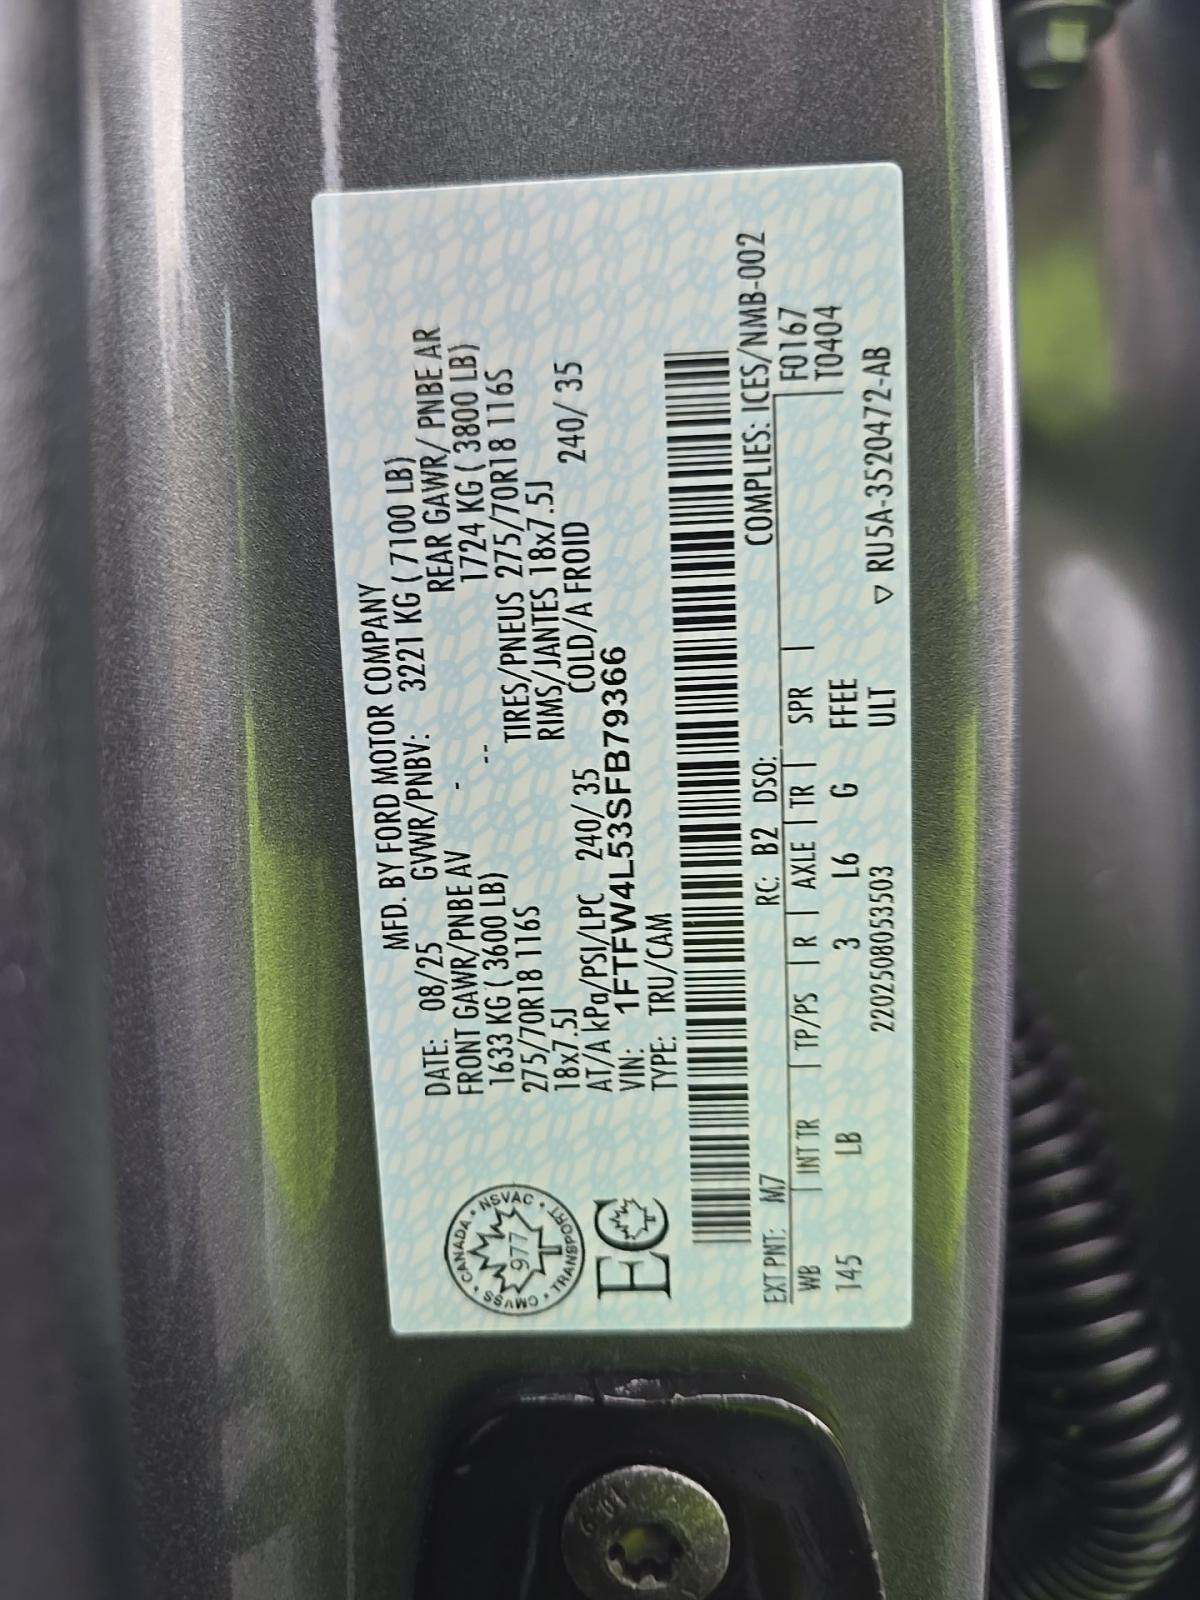 MFD. BY FORD MOTOR COMPANY
DATE: 08/25 GVWR/PNBV: 3221 KG ( 7100 LB)
FRONT GAWR/PNBE AV - REAR GAWR/ PNBE AR
1633 KG ( 3600 LB) -- 1724 KG ( 3800 LB)
275/70R18 116S TIRES/PNEUS 275/70R18 116S
18x7.5J RIMS/JANTES 18x7.5J
AT/A kPa/PSI/LPC 240/ 35 COLD/A FROID 240/ 35
VIN: 1FTFW4L53SFB79366
TYPE: TRU/CAM
CANADA • NSVAC • TRANSPORT • CMVSS •
977
EC
RC: B2 DSO: COMPLIES: ICES/NMB-002
EXT PNT: M7 F0167
WB | INT TR | TP/PS | R | AXLE | TR | SPR | T0404
145 LB 3 L6 G FFEE
2202508053503 ULT ▽ RU5A-3520472-AB